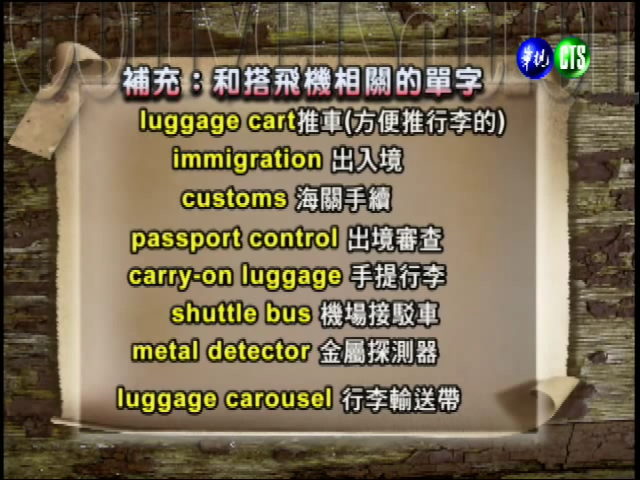 華視 CTS
補充：和搭飛機相關的單字
luggage cart推車(方便推行李的)
immigration 出入境
customs 海關手續
passport control 出境審查
carry-on luggage 手提行李
shuttle bus 機場接駁車
metal detector 金屬探測器
luggage carousel 行李輸送帶